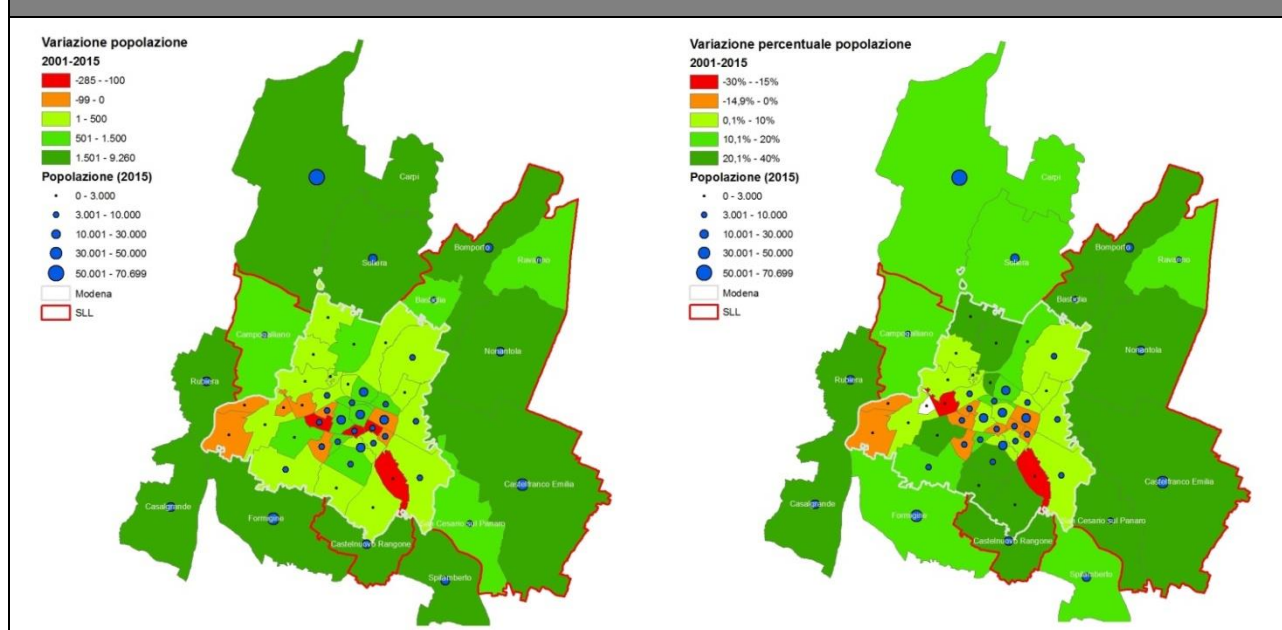 Variazione popolazione
2001-2015
-285 - -100
-99 - 0
1 - 500
501 - 1.500
1.501 - 9.260
Popolazione (2015)
0 - 3.000
3.001 - 10.000
10.001 - 30.000
30.001 - 50.000
50.001 - 70.699
Modena
SLL
Carpi
Soliera
Bomporto
Ravarino
Bastiglia
Campogalliano
Nonantola
Rubiera
Castelfranco Emilia
Casalgrande
Formigine
San Cesario sul Panaro
Castelnuovo Rangone
Spilamberto
Variazione percentuale popolazione
2001-2015
-30% - -15%
-14,9% - 0%
0,1% - 10%
10,1% - 20%
20,1% - 40%
Popolazione (2015)
0 - 3.000
3.001 - 10.000
10.001 - 30.000
30.001 - 50.000
50.001 - 70.699
Modena
SLL
Carpi
Soliera
Bomporto
Ravarino
Bastiglia
Campogalliano
Nonantola
Rubiera
Castelfranco Emilia
Casalgrande
Formigine
San Cesario sul Panaro
Castelnuovo Rangone
Spilamberto